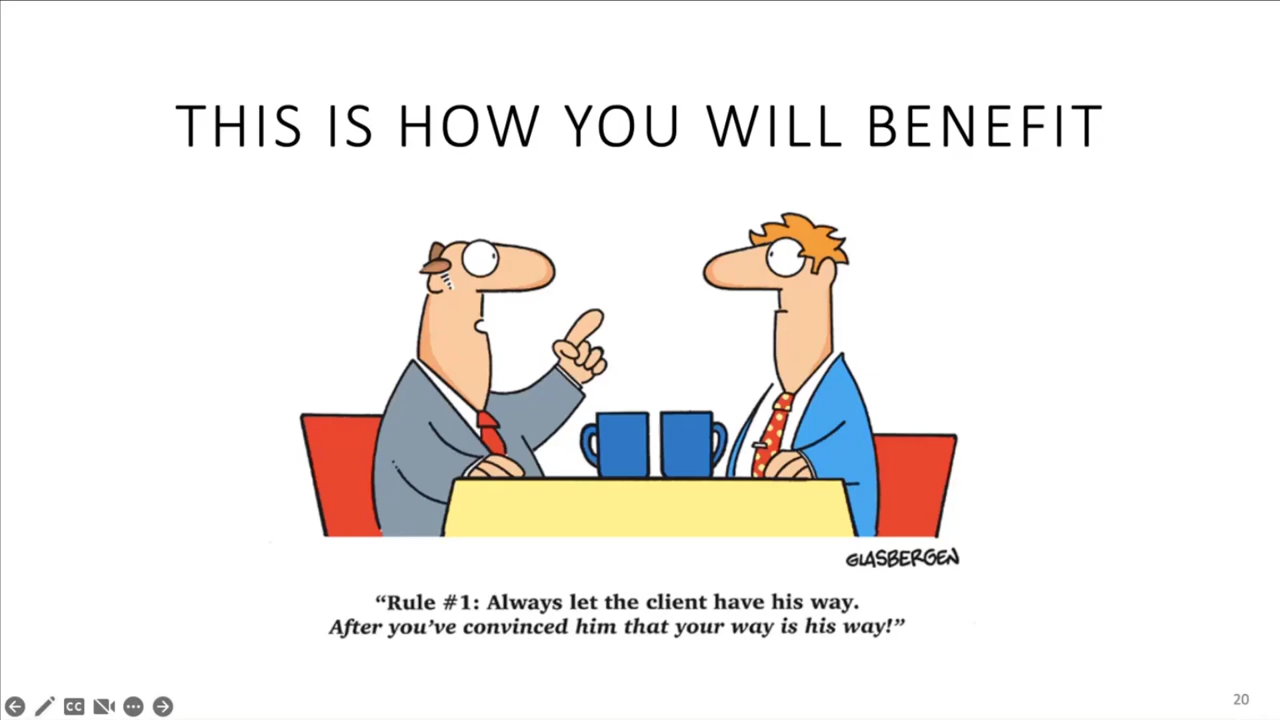 THIS IS HOW YOU WILL BENEFIT
GLASBERGEN
“Rule #1: Always let the client have his way.
After you’ve convinced him that your way is his way!”
CC
20